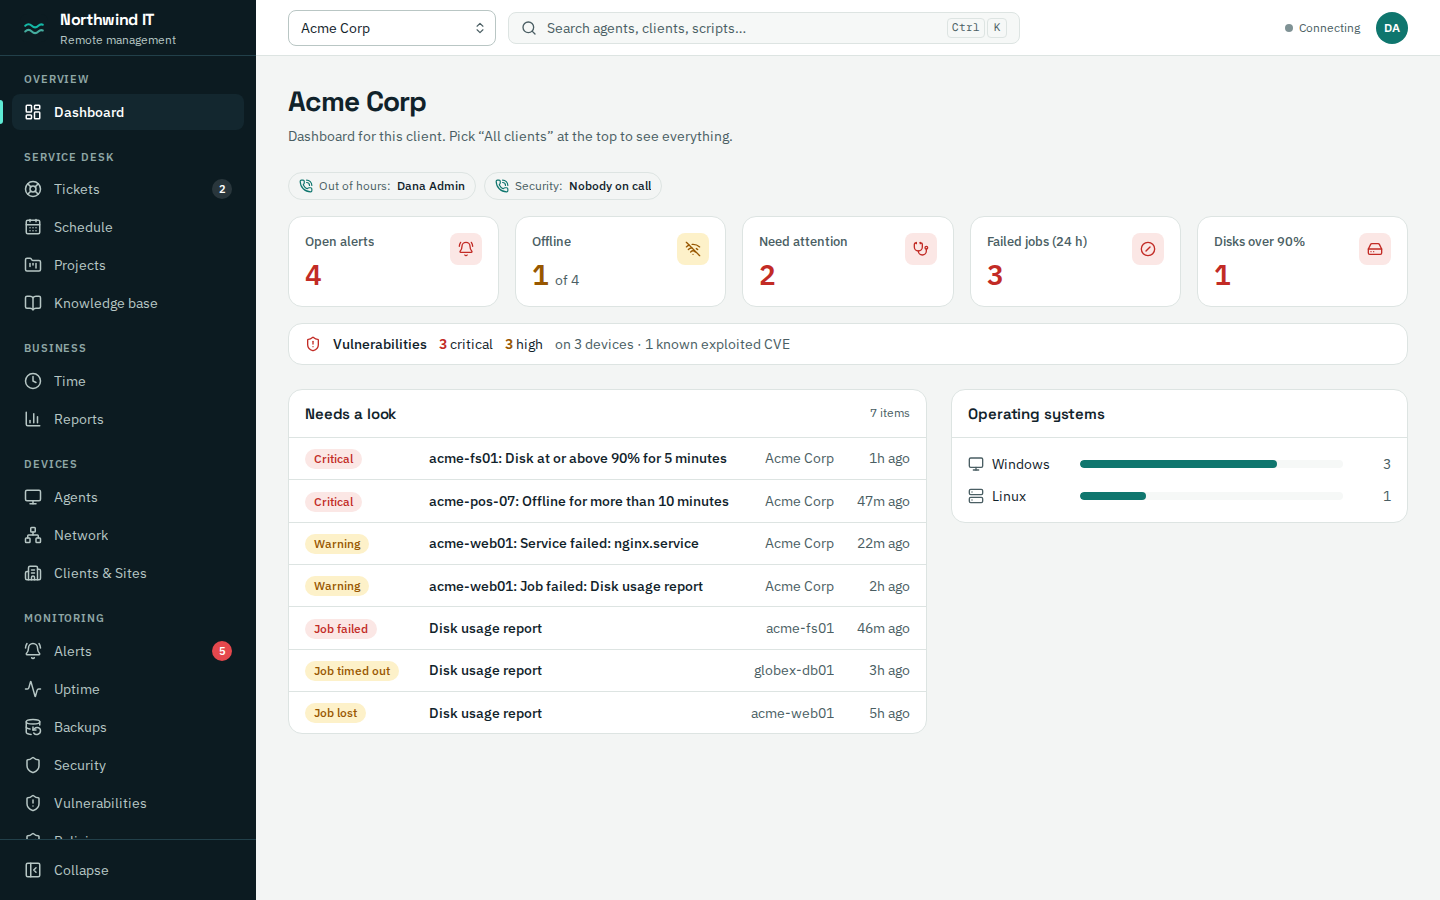 Northwind IT
Remote management
Acme Corp
Search agents, clients, scripts...
Ctrl K
Connecting
DA
OVERVIEW
Dashboard
SERVICE DESK
Tickets 2
Schedule
Projects
Knowledge base
BUSINESS
Time
Reports
DEVICES
Agents
Network
Clients & Sites
MONITORING
Alerts 5
Uptime
Backups
Security
Vulnerabilities
Collapse
Acme Corp
Dashboard for this client. Pick “All clients” at the top to see everything.
Out of hours: Dana Admin
Security: Nobody on call
Open alerts
4
Offline
1 of 4
Need attention
2
Failed jobs (24 h)
3
Disks over 90%
1
Vulnerabilities 3 critical 3 high on 3 devices · 1 known exploited CVE
Needs a look 7 items
Critical acme-fs01: Disk at or above 90% for 5 minutes Acme Corp 1h ago
Critical acme-pos-07: Offline for more than 10 minutes Acme Corp 47m ago
Warning acme-web01: Service failed: nginx.service Acme Corp 22m ago
Warning acme-web01: Job failed: Disk usage report Acme Corp 2h ago
Job failed Disk usage report acme-fs01 46m ago
Job timed out Disk usage report globex-db01 3h ago
Job lost Disk usage report acme-web01 5h ago
Operating systems
Windows 3
Linux 1